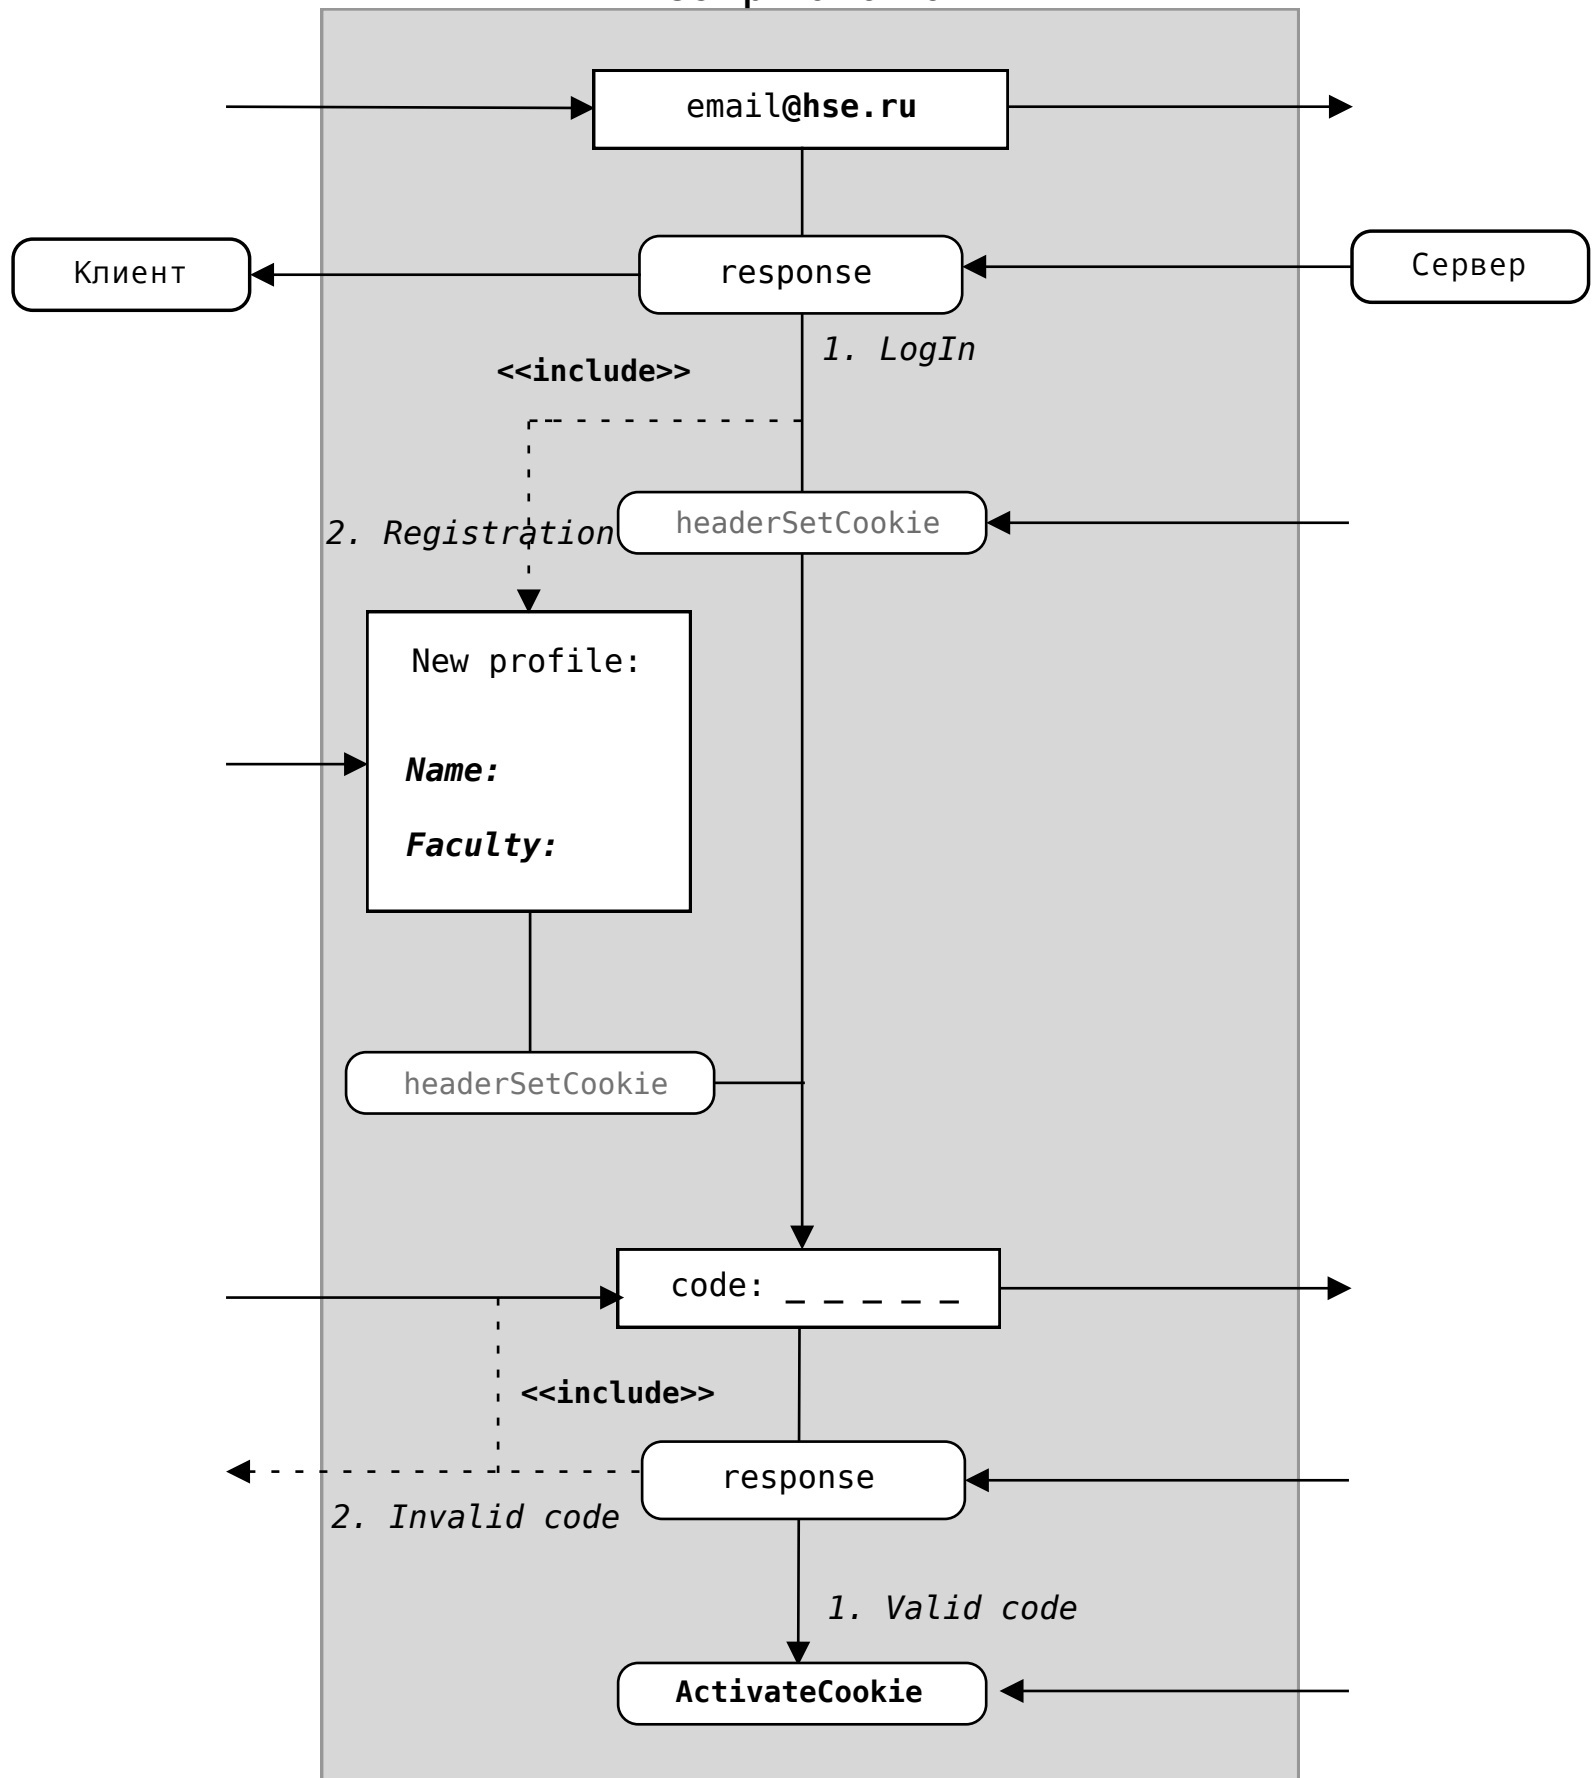 email@hse.ru
Клиент
response
Сервер
1. LogIn
<<include>>
2. Registration
headerSetCookie
New profile:
Name:
Faculty:
headerSetCookie
code: _ _ _ _ _
<<include>>
response
2. Invalid code
1. Valid code
ActivateCookie